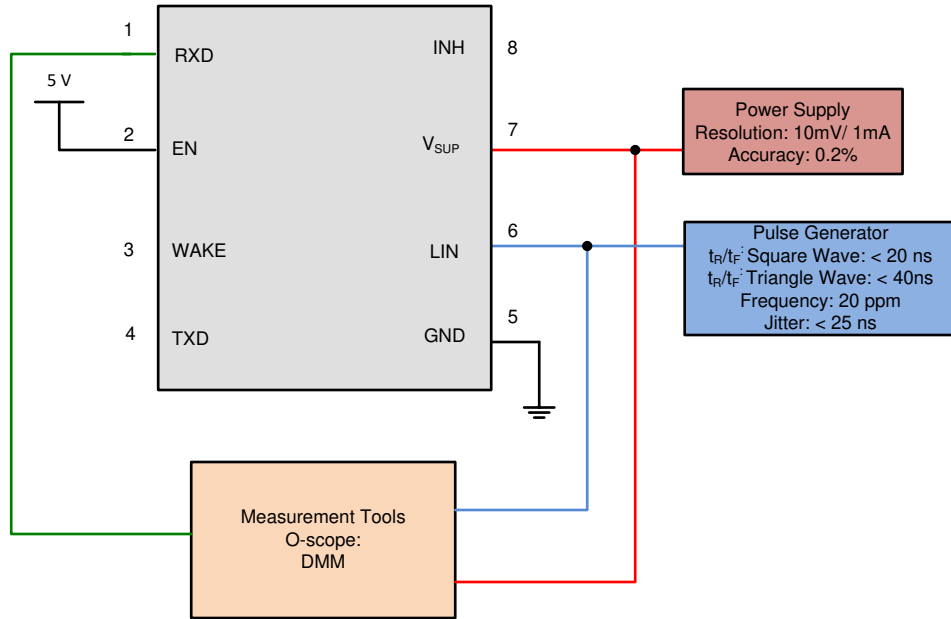 1
RXD
5 V
2
EN
3
WAKE
4
TXD
INH
8
7
VSUP
6
LIN
5
GND
Power Supply
Resolution: 10mV/ 1mA
Accuracy: 0.2%
Pulse Generator
tR/tF: Square Wave: < 20 ns
tR/tF: Triangle Wave: < 40ns
Frequency: 20 ppm
Jitter: < 25 ns
Measurement Tools
O-scope:
DMM